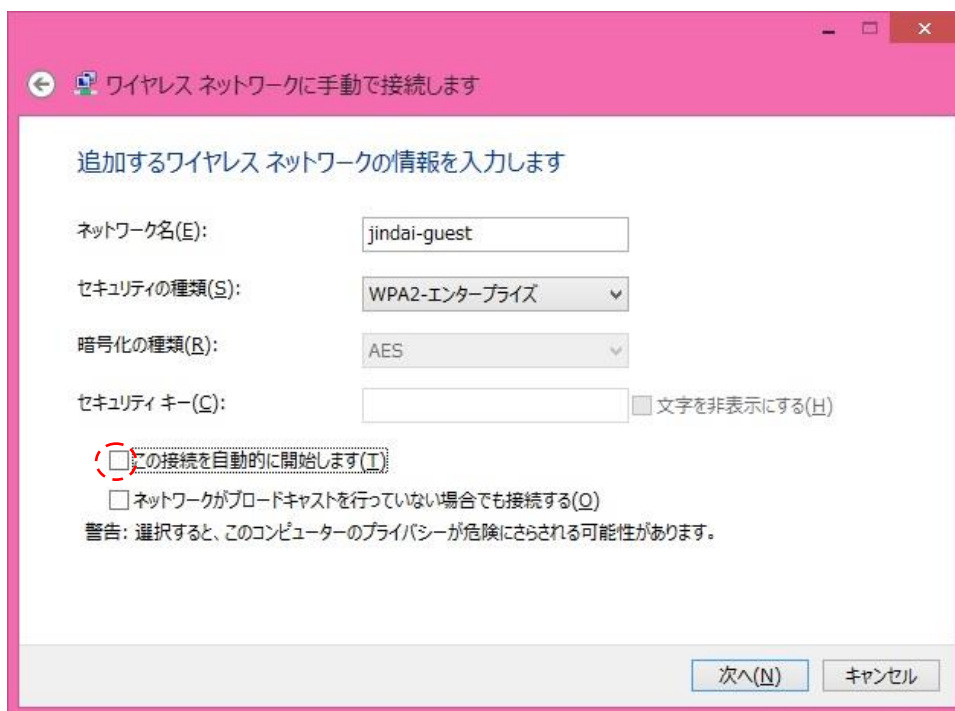 ワイヤレス ネットワークに手動で接続します
追加するワイヤレス ネットワークの情報を入力します
ネットワーク名(E): jindai-guest
セキュリティの種類(S): WPA2-エンタープライズ
暗号化の種類(R): AES
セキュリティ キー(C): 文字を非表示にする(H)
この接続を自動的に開始します(T)
ネットワークがブロードキャストを行っていない場合でも接続する(O)
警告: 選択すると、このコンピューターのプライバシーが危険にさらされる可能性があります。
次へ(N) キャンセル